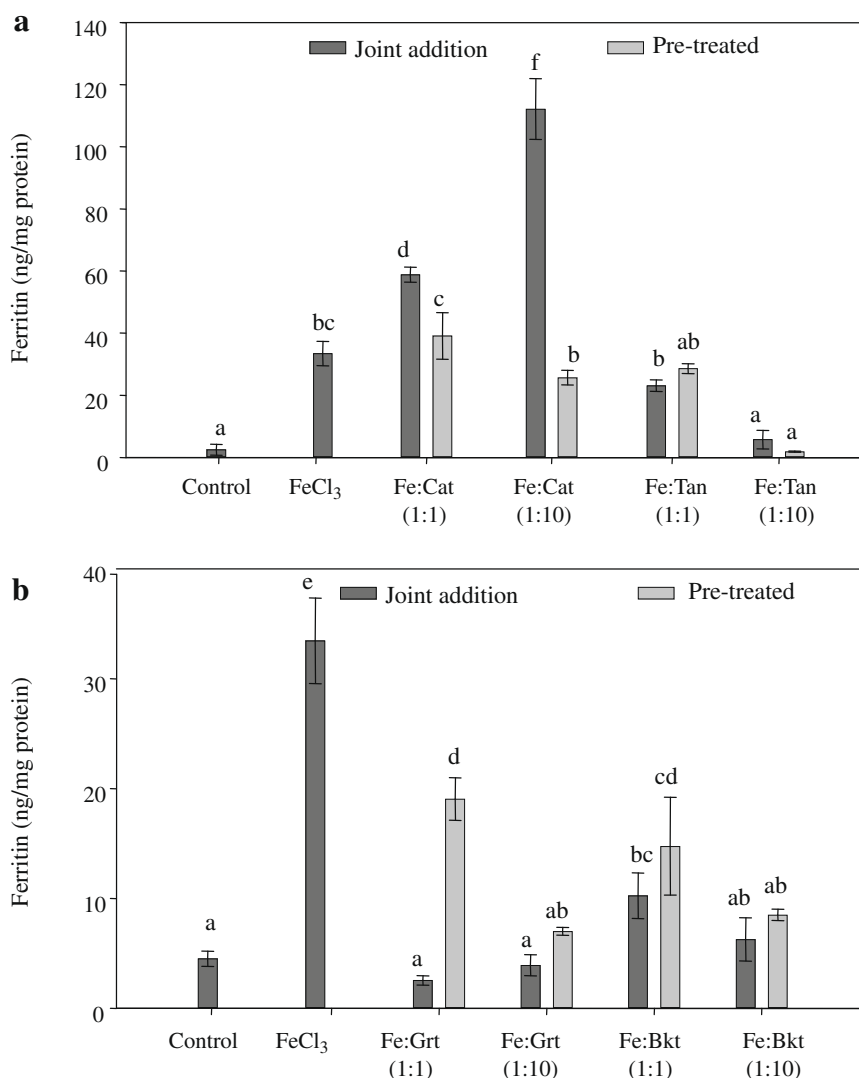 a
140
120
100
80
60
40
20
0
Ferritin (ng/mg protein)
Joint addition
Pre-treated
a
bc
d
c
f
b
b
ab
a
a
Control
FeCl₃
Fe:Cat
(1:1)
Fe:Cat
(1:10)
Fe:Tan
(1:1)
Fe:Tan
(1:10)
b
40
30
20
10
0
Ferritin (ng/mg protein)
Joint addition
Pre-treated
a
e
a
d
a
ab
bc
cd
ab
ab
Control
FeCl₃
Fe:Grt
(1:1)
Fe:Grt
(1:10)
Fe:Bkt
(1:1)
Fe:Bkt
(1:10)